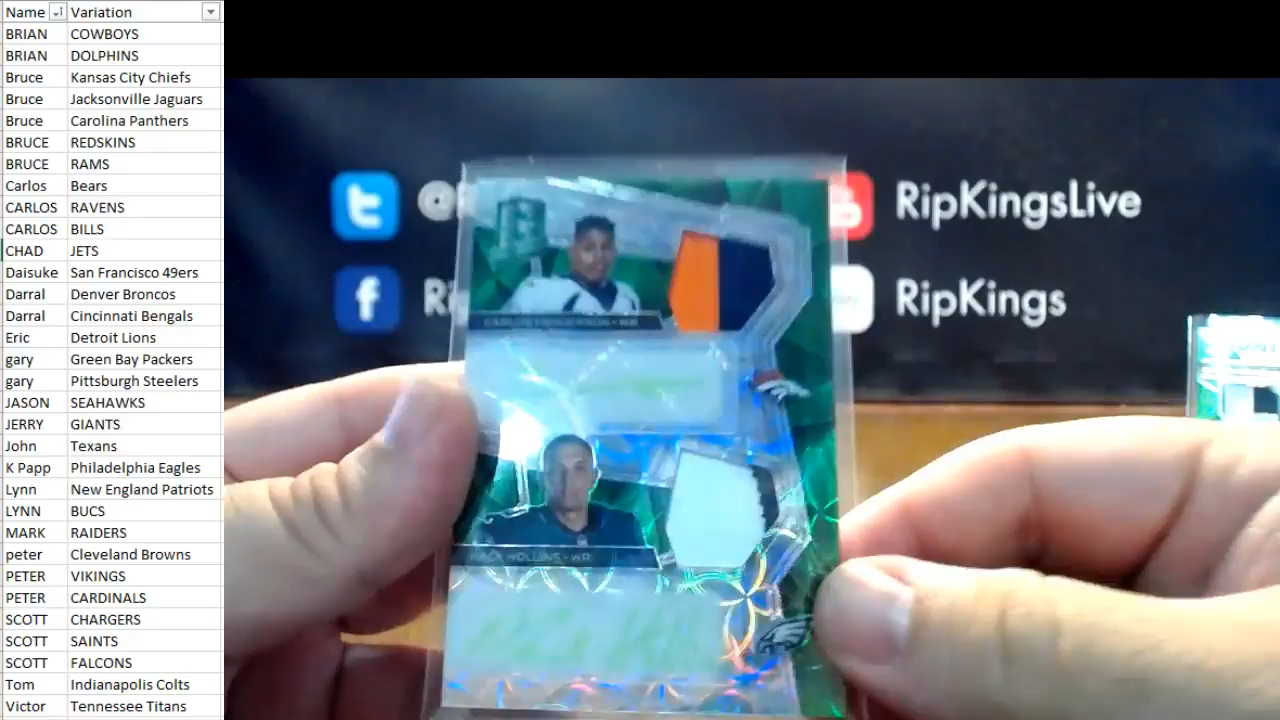 Name Variation
BRIAN COWBOYS
BRIAN DOLPHINS
Bruce Kansas City Chiefs
Bruce Jacksonville Jaguars
Bruce Carolina Panthers
BRUCE REDSKINS
BRUCE RAMS
Carlos Bears
CARLOS RAVENS
CARLOS BILLS
CHAD JETS
Daisuke San Francisco 49ers
Darral Denver Broncos
Darral Cincinnati Bengals
Eric Detroit Lions
gary Green Bay Packers
gary Pittsburgh Steelers
JASON SEAHAWKS
JERRY GIANTS
John Texans
K Papp Philadelphia Eagles
Lynn New England Patriots
LYNN BUCS
MARK RAIDERS
peter Cleveland Browns
PETER VIKINGS
PETER CARDINALS
SCOTT CHARGERS
SCOTT SAINTS
SCOTT FALCONS
Tom Indianapolis Colts
Victor Tennessee Titans
@
RipKingsLive
f Ri
RipKings
HOLLINS • WR